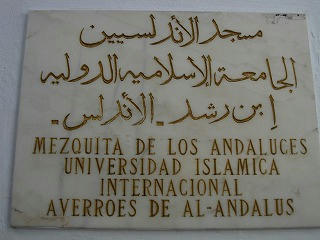 مسجد الأندلسيين
الجامعة الإسلامية الدولية
إبن رشد - الأندلس -
MEZQUITA DE LOS ANDALUCES
UNIVERSIDAD ISLAMICA
INTERNACIONAL
AVERROES DE AL-ANDALUS